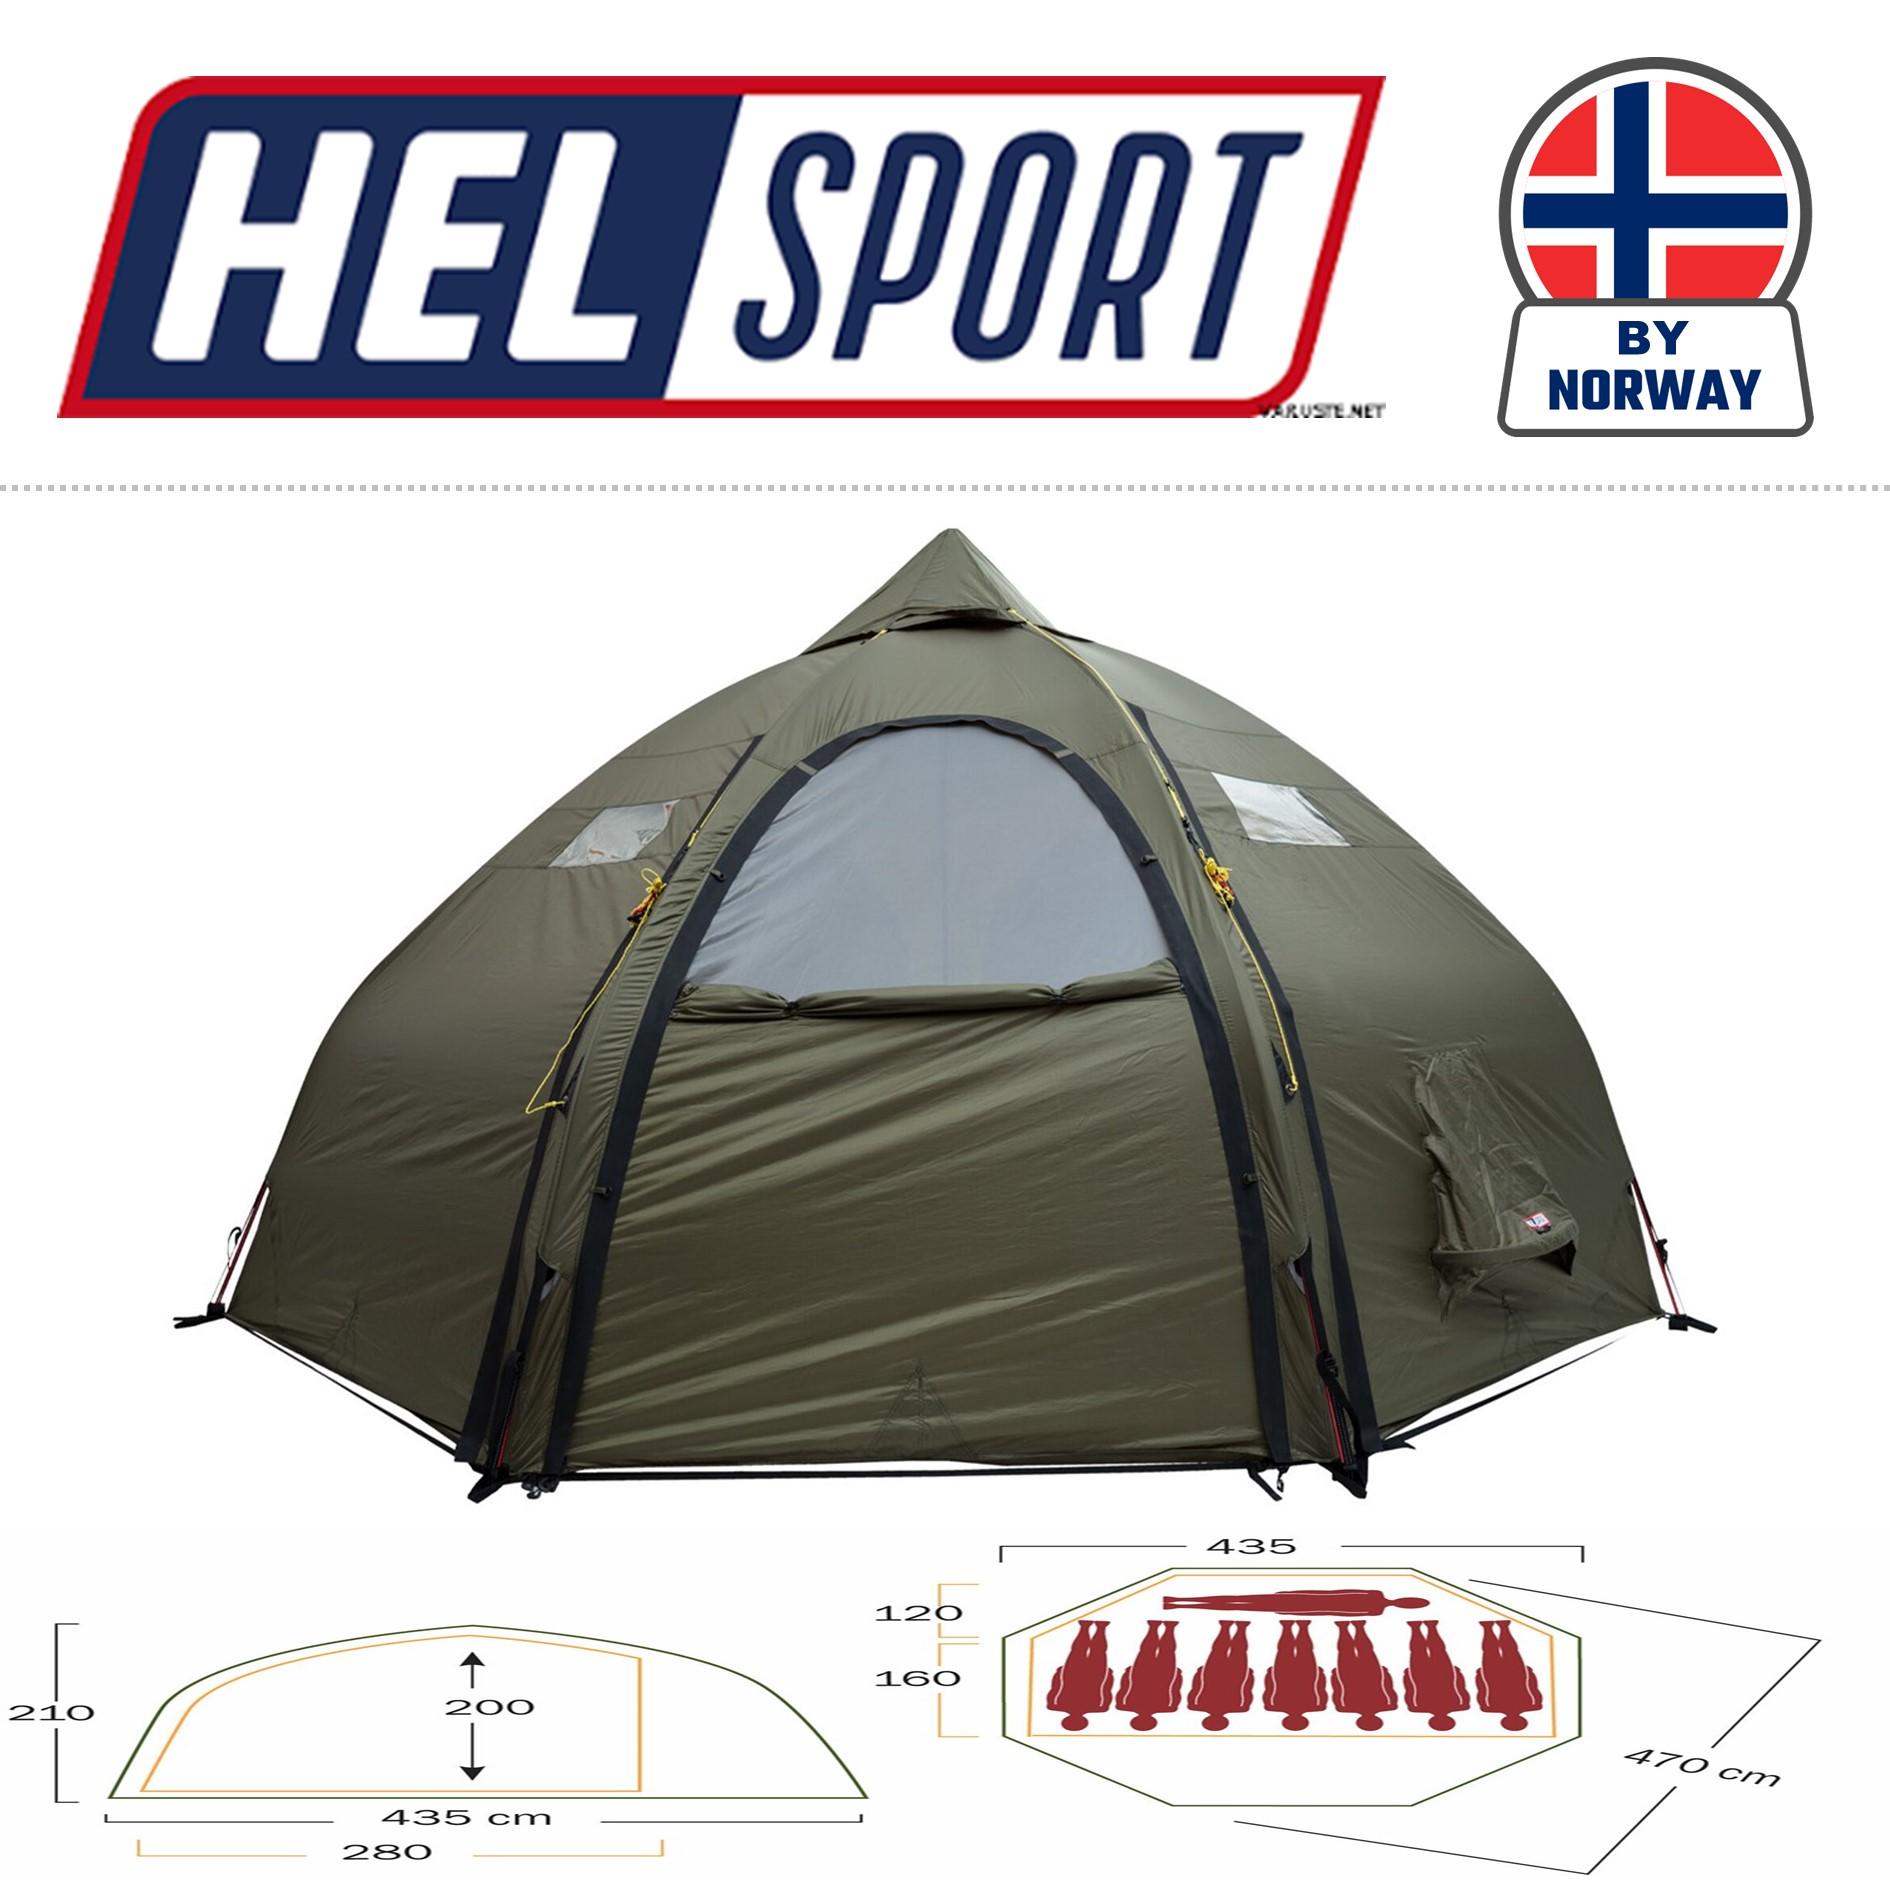 HEL SPORT
VARUSTE.NET
BY
NORWAY
435
120
160
210
200
470 cm
435 cm
280